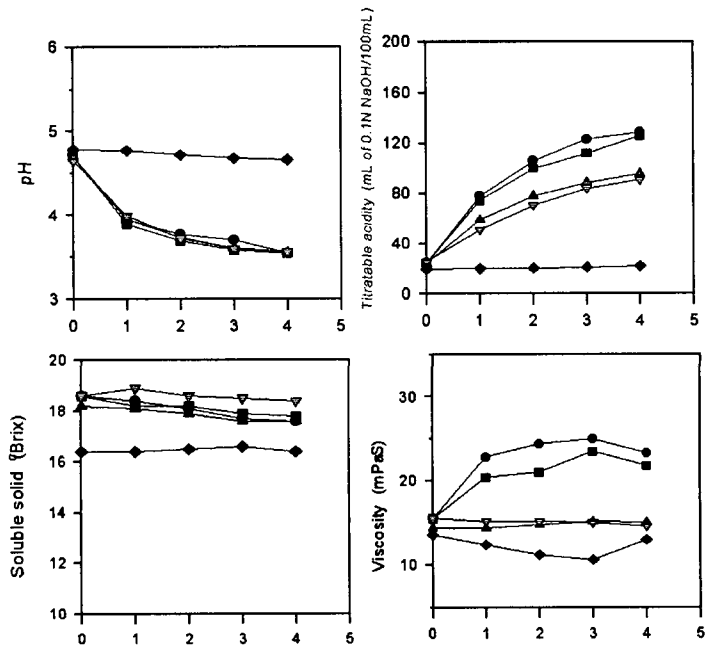 6
5
4
3
pH
0 1 2 3 4 5
200
160
120
80
40
0
Titratable acidity (mL of 0.1N NaOH/100mL)
0 1 2 3 4 5
20
18
16
14
12
10
Soluble solid (Brix)
0 1 2 3 4 5
30
20
10
Viscosity (mPaS)
0 1 2 3 4 5